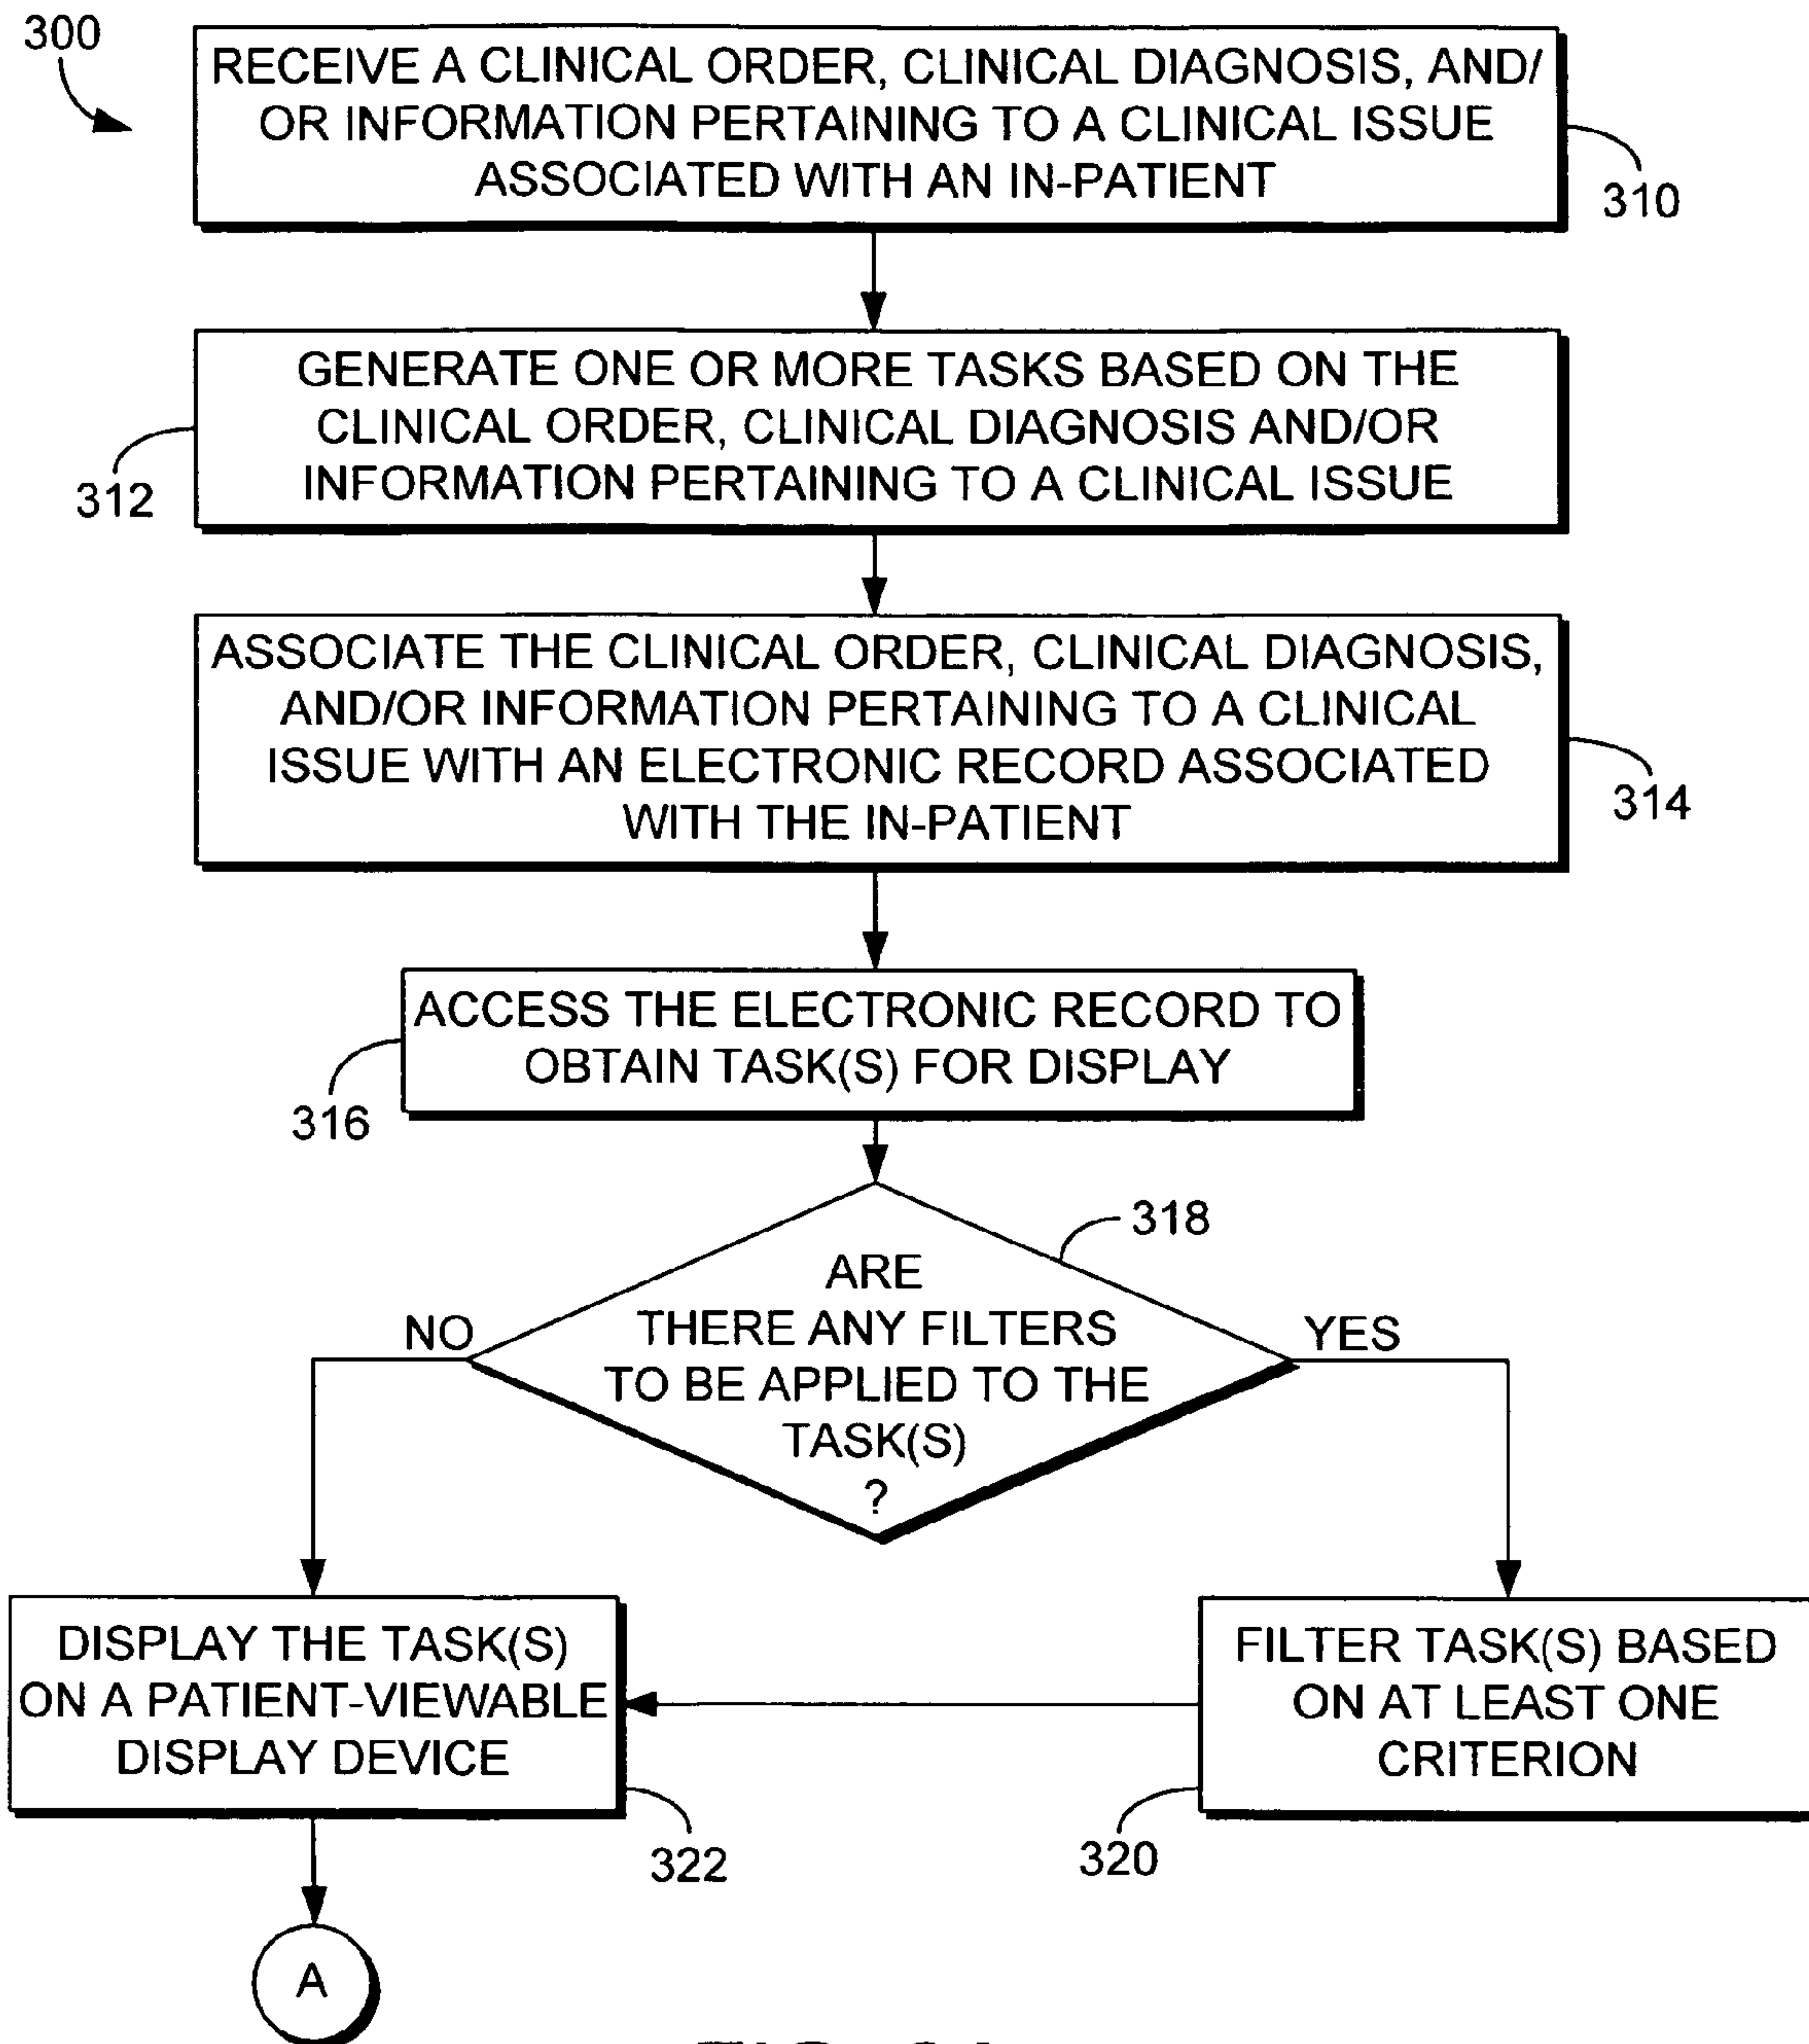 300
RECEIVE A CLINICAL ORDER, CLINICAL DIAGNOSIS, AND/
OR INFORMATION PERTAINING TO A CLINICAL ISSUE
ASSOCIATED WITH AN IN-PATIENT
310
GENERATE ONE OR MORE TASKS BASED ON THE
CLINICAL ORDER, CLINICAL DIAGNOSIS AND/OR
INFORMATION PERTAINING TO A CLINICAL ISSUE
312
ASSOCIATE THE CLINICAL ORDER, CLINICAL DIAGNOSIS,
AND/OR INFORMATION PERTAINING TO A CLINICAL
ISSUE WITH AN ELECTRONIC RECORD ASSOCIATED
WITH THE IN-PATIENT
314
ACCESS THE ELECTRONIC RECORD TO
OBTAIN TASK(S) FOR DISPLAY
316
318
ARE
THERE ANY FILTERS
TO BE APPLIED TO THE
TASK(S)
?
NO
YES
DISPLAY THE TASK(S)
ON A PATIENT-VIEWABLE
DISPLAY DEVICE
322
FILTER TASK(S) BASED
ON AT LEAST ONE
CRITERION
320
A